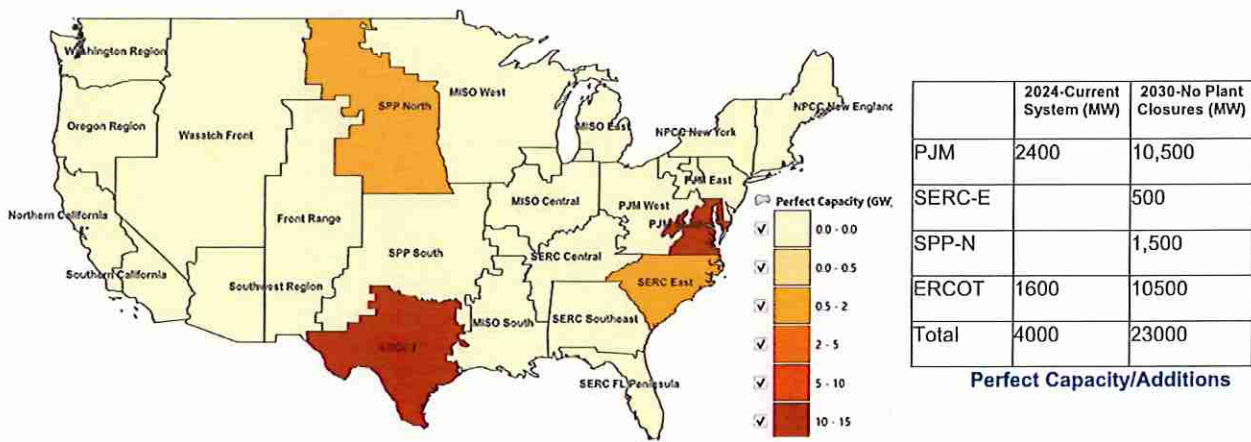 Washington Region
Oregon Region
Wasatch Front
SPP North
MISO West
MISO East
NPCC New England
NPCC New York
PJM East
PJM West
PJM
MISO Central
Northern California
Front Range
Southern California
Southwest Region
SPP South
SERC Central
SERC East
MISO South
SERC Southeast
ERCOT
SERC FL Peninsula
Perfect Capacity (GW)
0.0 - 0.0
0.0 - 0.5
0.5 - 2
2 - 5
5 - 10
10 - 15
2024-Current System (MW) 2030-No Plant Closures (MW)
PJM 2400 10,500
SERC-E 500
SPP-N 1,500
ERCOT 1600 10500
Total 4000 23000
Perfect Capacity/Additions